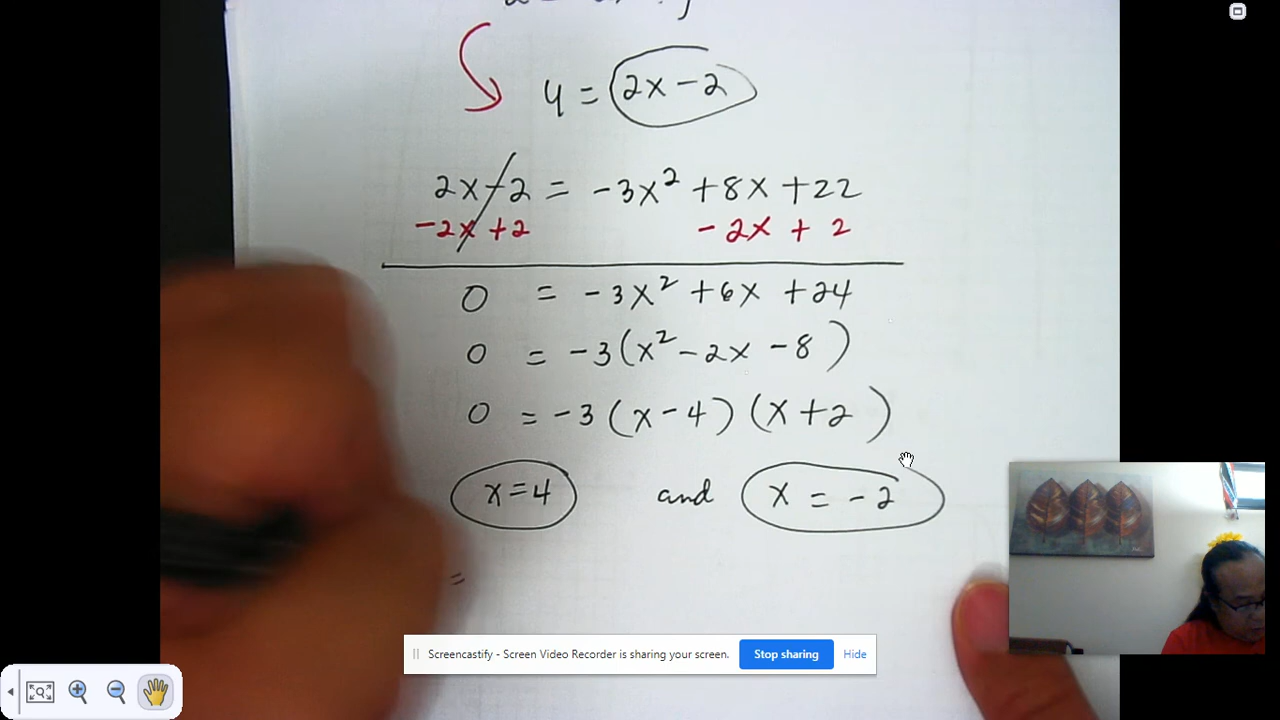 y = 2x - 2
2x - 2 = -3x² + 8x + 22
-2x + 2 - 2x + 2
0 = -3x² + 6x + 24
0 = -3(x² - 2x - 8)
0 = -3(x - 4)(x + 2)
x = 4 and x = -2
=
Screencastify - Screen Video Recorder is sharing your screen. Stop sharing Hide